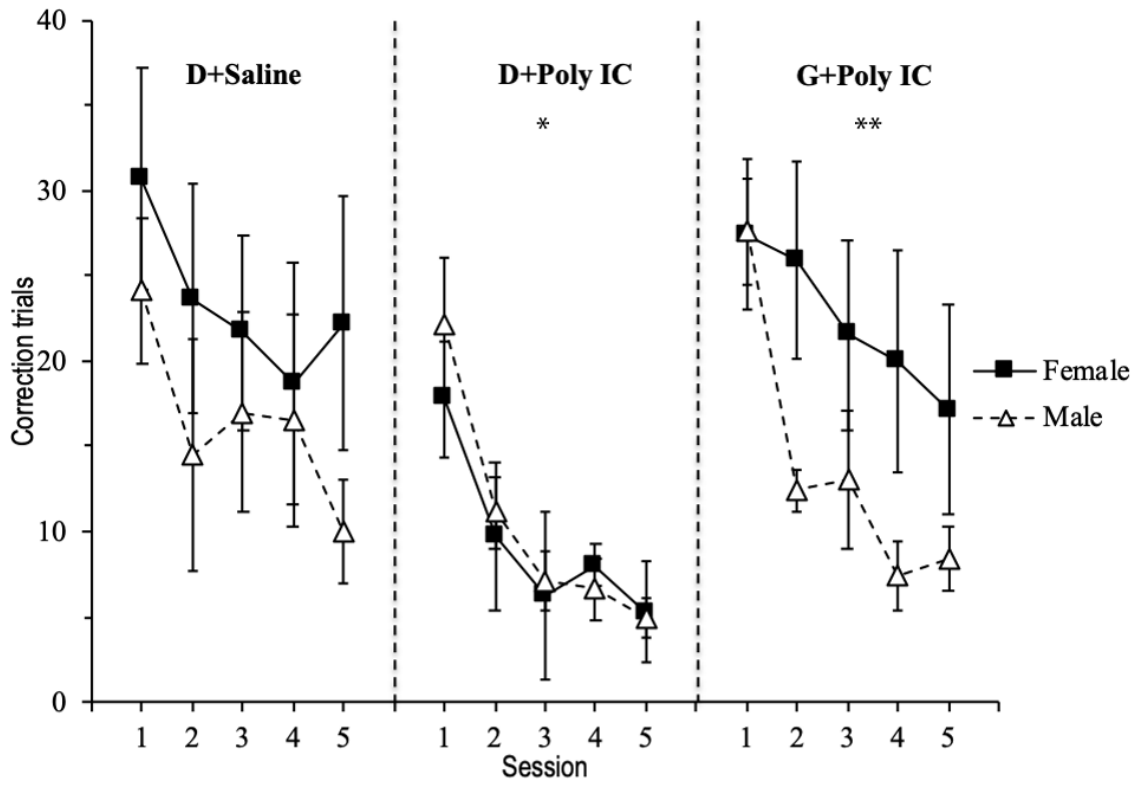 40
30
20
10
0
Correction trials
D+Saline
D+Poly IC
*
G+Poly IC
**
Female
Male
1 2 3 4 5
1 2 3 4 5
1 2 3 4 5
Session